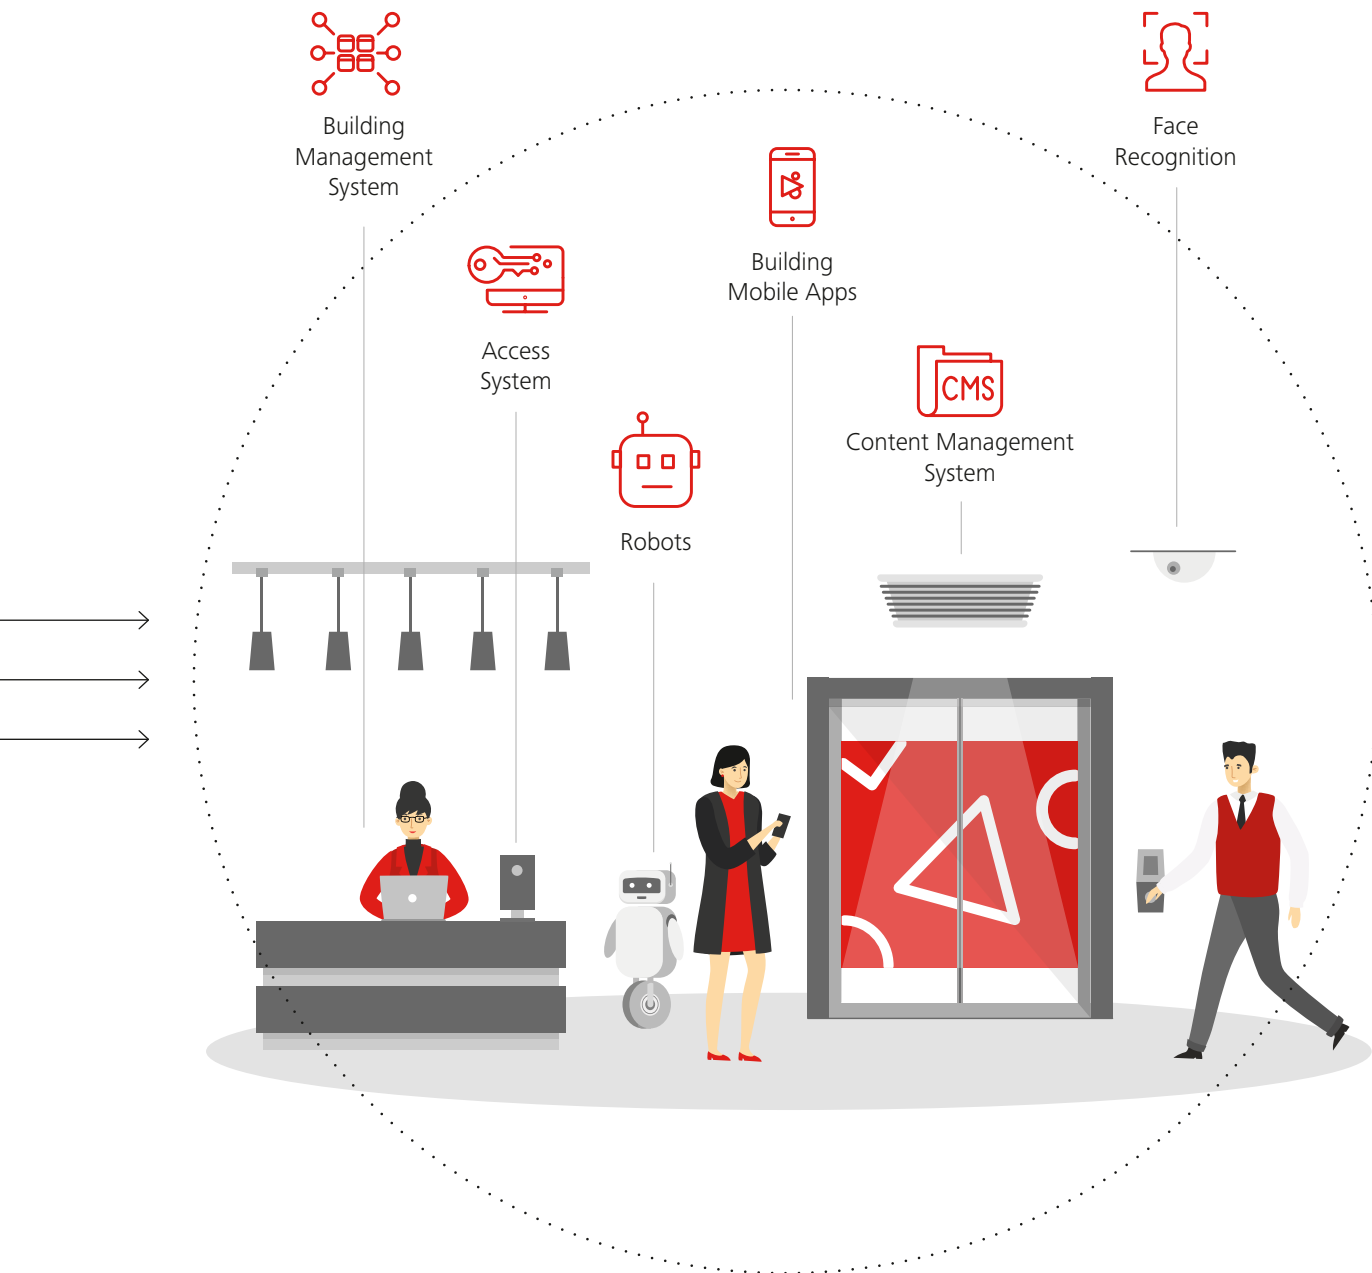 Building
Management
System
Face
Recognition
Building
Mobile Apps
Access
System
CMS
Content Management
System
Robots